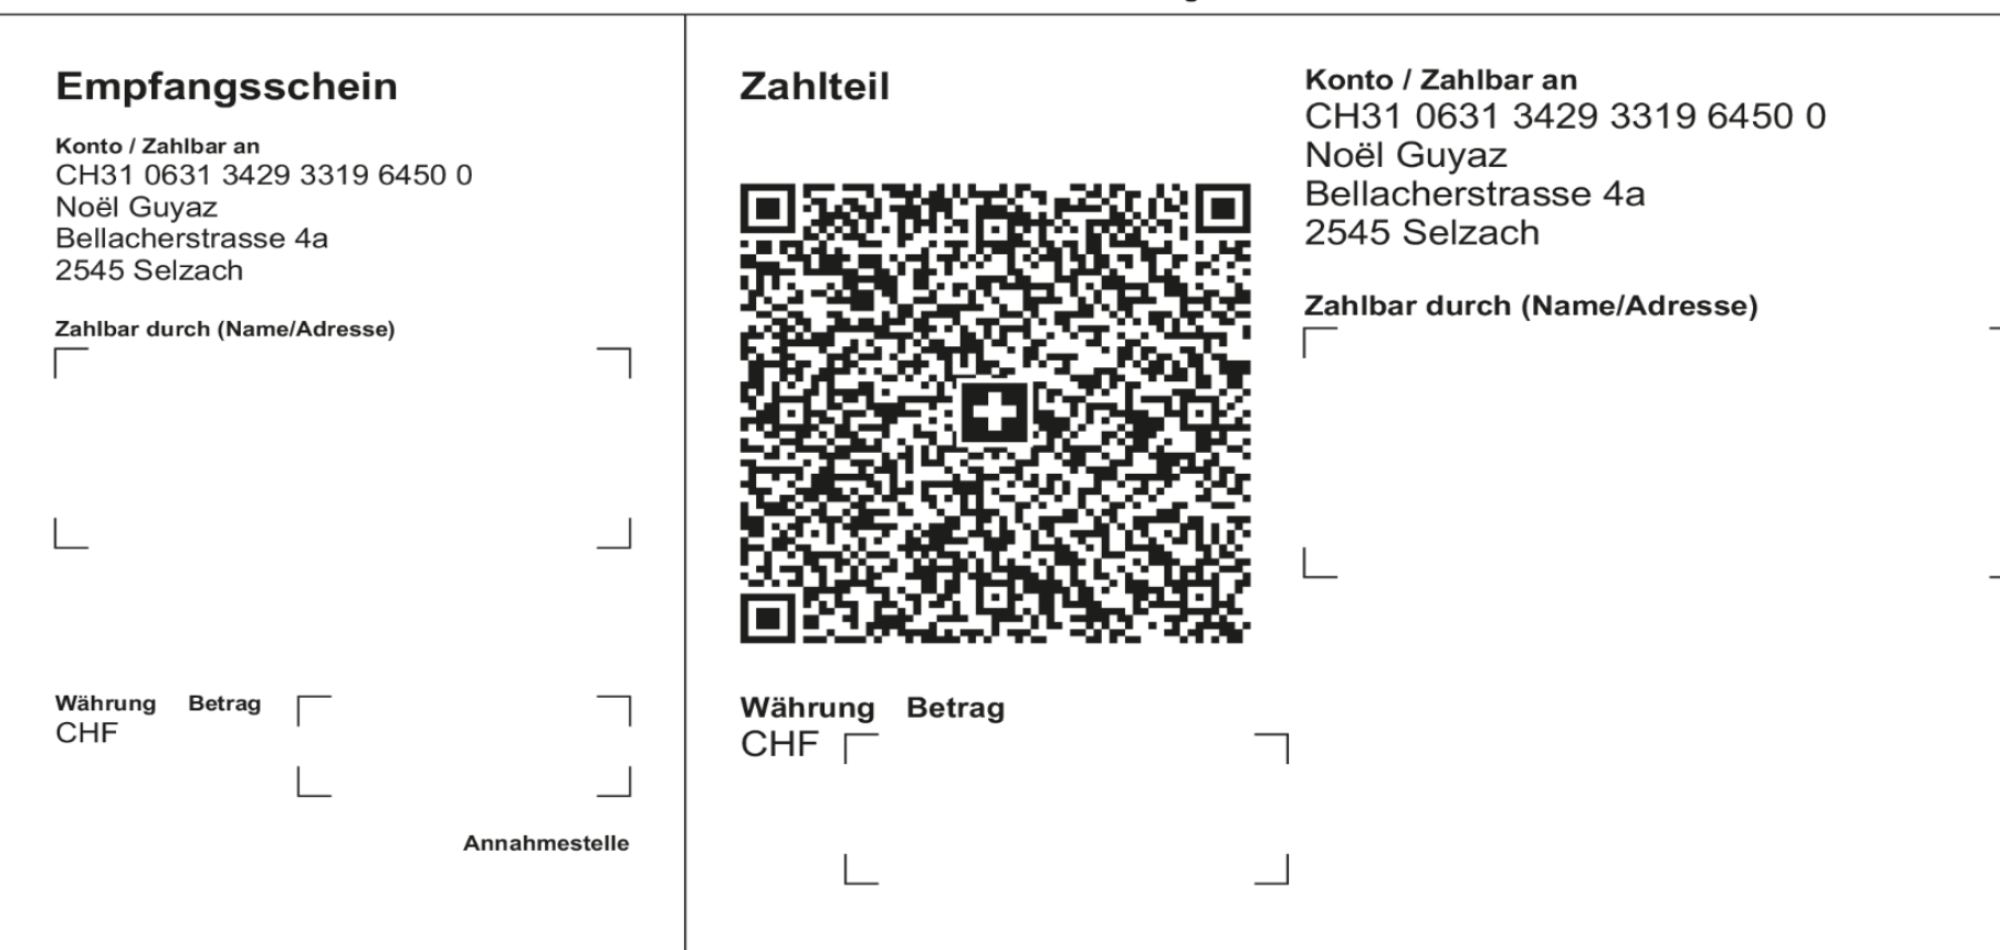 Empfangsschein
Konto / Zahlbar an
CH31 0631 3429 3319 6450 0
Noël Guyaz
Bellacherstrasse 4a
2545 Selzach
Zahlbar durch (Name/Adresse)
Währung Betrag
CHF
Annahmestelle
Zahlteil
Währung Betrag
CHF
Konto / Zahlbar an
CH31 0631 3429 3319 6450 0
Noël Guyaz
Bellacherstrasse 4a
2545 Selzach
Zahlbar durch (Name/Adresse)